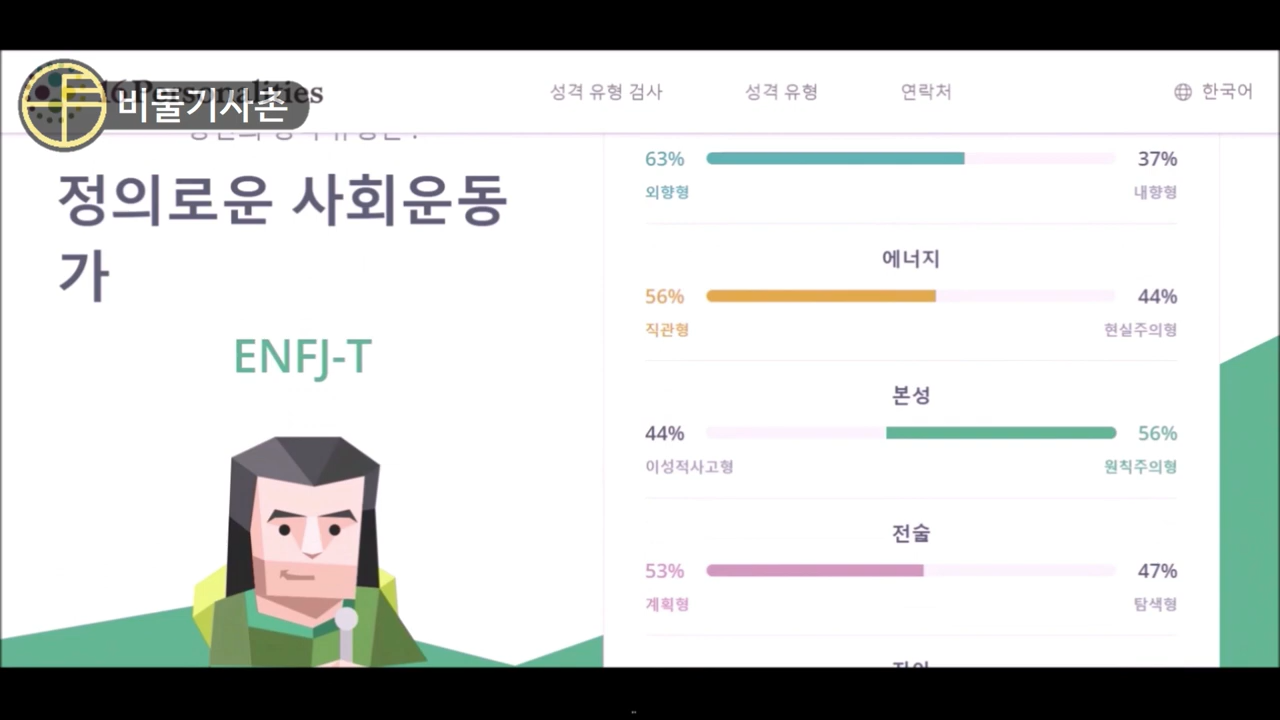 비둘기사촌
16Personalities
성격 유형 검사
성격 유형
연락처
한국어
정의로운 사회운동
가
ENFJ-T
63% 37%
외향형 내향형
에너지
56% 44%
직관형 현실주의형
본성
44% 56%
이성적사고형 원칙주의형
전술
53% 47%
계획형 탐색형